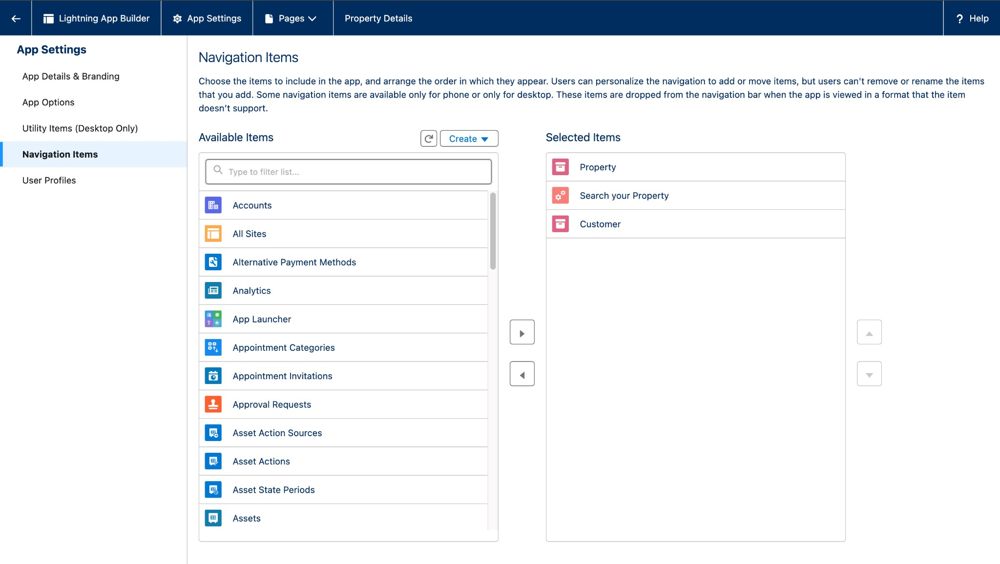 Lightning App Builder
App Settings
Pages
Property Details
? Help
App Settings
App Details & Branding
App Options
Utility Items (Desktop Only)
Navigation Items
User Profiles
Navigation Items
Choose the items to include in the app, and arrange the order in which they appear. Users can personalize the navigation to add or move items, but users can't remove or rename the items
that you add. Some navigation items are available only for phone or only for desktop. These items are dropped from the navigation bar when the app is viewed in a format that the item
doesn’t support.
Available Items
Create
Type to filter list...
Accounts
All Sites
Alternative Payment Methods
Analytics
App Launcher
Appointment Categories
Appointment Invitations
Approval Requests
Asset Action Sources
Asset Actions
Asset State Periods
Assets
Selected Items
Property
Search your Property
Customer